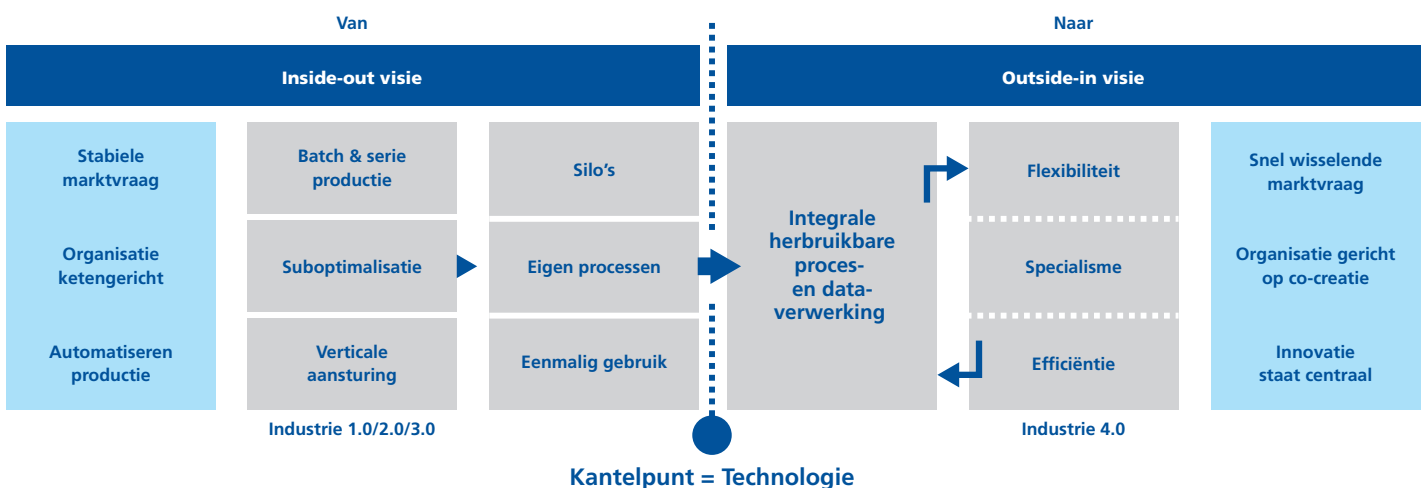 Van
Naar
Inside-out visie
Outside-in visie
Stabiele
marktvraag
Organisatie
ketengericht
Automatiseren
productie
Batch & serie
productie
Suboptimalisatie
Verticale
aansturing
Silo's
Eigen processen
Eenmalig gebruik
Integrale
herbruikbare
proces-
en data-
verwerking
Flexibiliteit
Specialisme
Efficiëntie
Snel wisselende
marktvraag
Organisatie gericht
op co-creatie
Innovatie
staat centraal
Industrie 1.0/2.0/3.0
Industrie 4.0
Kantelpunt = Technologie